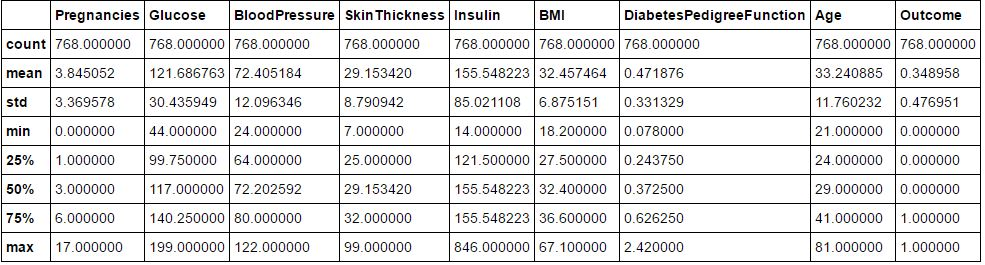 Pregnancies Glucose BloodPressure SkinThickness Insulin BMI DiabetesPedigreeFunction Age Outcome
count 768.000000 768.000000 768.000000 768.000000 768.000000 768.000000 768.000000 768.000000 768.000000
mean 3.845052 121.686763 72.405184 29.153420 155.548223 32.457464 0.471876 33.240885 0.348958
std 3.369578 30.435949 12.096346 8.790942 85.021108 6.875151 0.331329 11.760232 0.476951
min 0.000000 44.000000 24.000000 7.000000 14.000000 18.200000 0.078000 21.000000 0.000000
25% 1.000000 99.750000 64.000000 25.000000 121.500000 27.500000 0.243750 24.000000 0.000000
50% 3.000000 117.000000 72.202592 29.153420 155.548223 32.400000 0.372500 29.000000 0.000000
75% 6.000000 140.250000 80.000000 32.000000 155.548223 36.600000 0.626250 41.000000 1.000000
max 17.000000 199.000000 122.000000 99.000000 846.000000 67.100000 2.420000 81.000000 1.000000